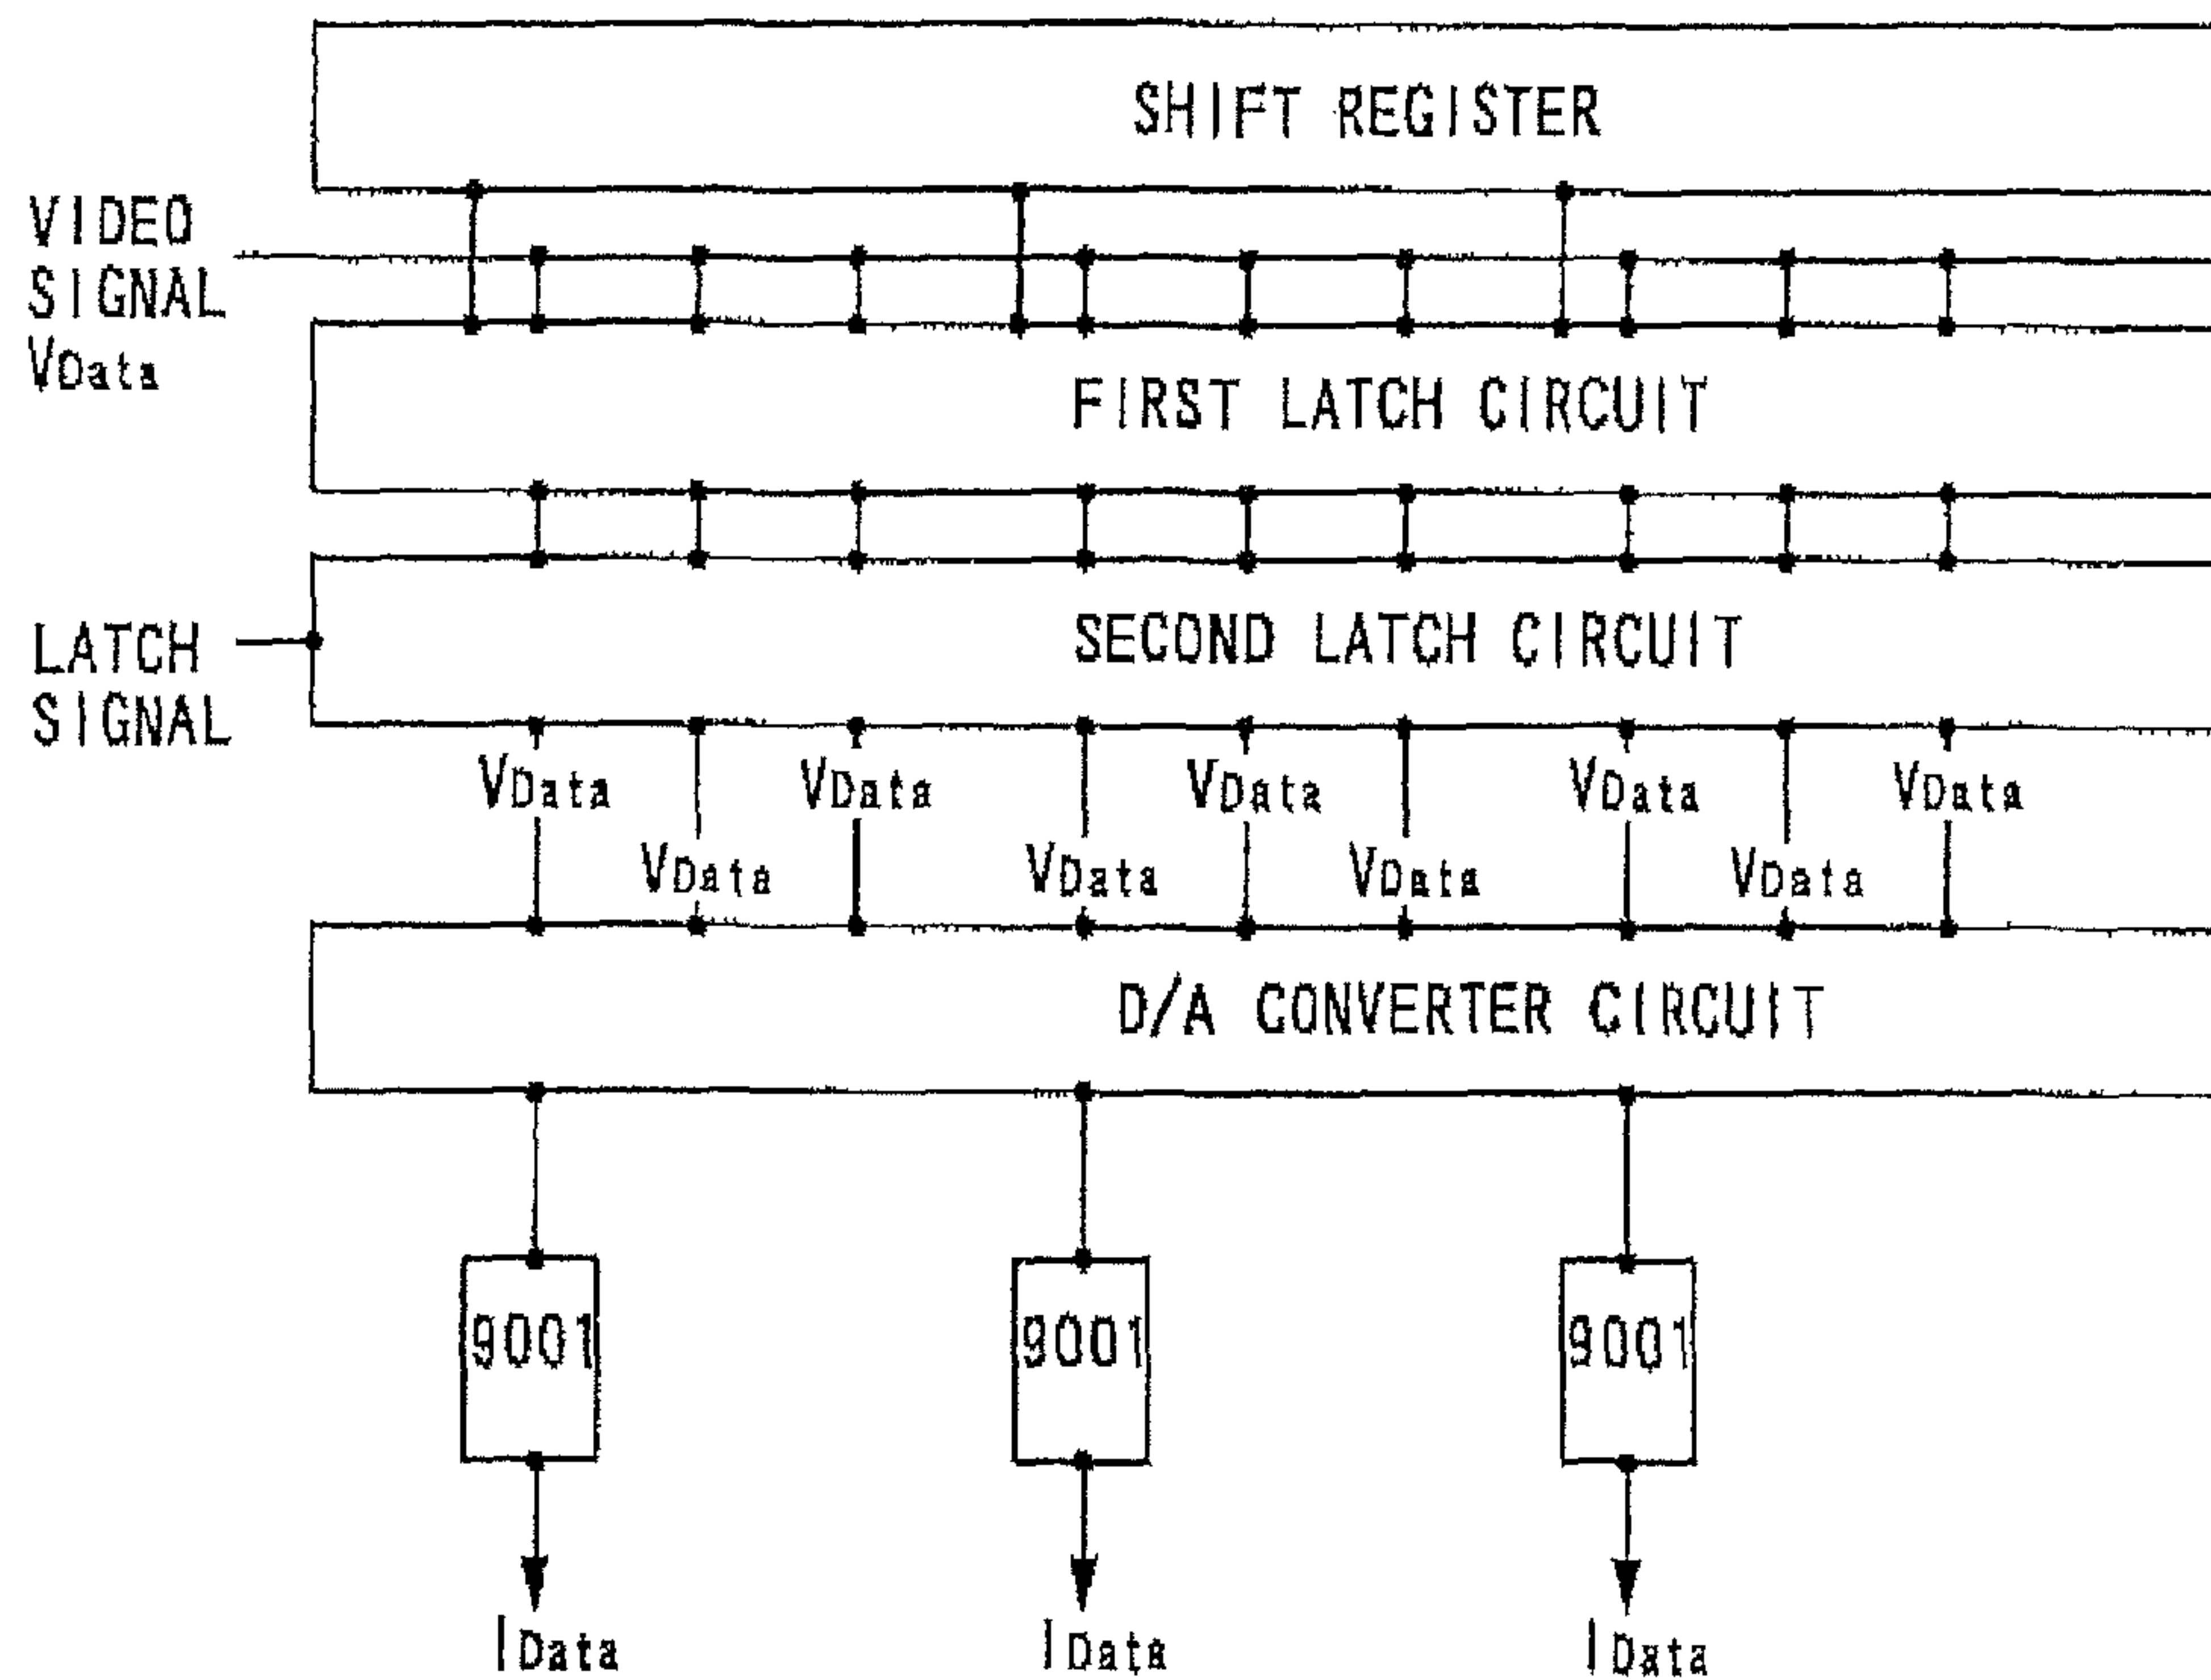 SHIFT REGISTER
VIDEO
SIGNAL
VData
FIRST LATCH CIRCUIT
LATCH
SIGNAL
SECOND LATCH CIRCUIT
VData VData VData VData VData
VData VData VData VData
D/A CONVERTER CIRCUIT
9001 9001 9001
IData IData IData